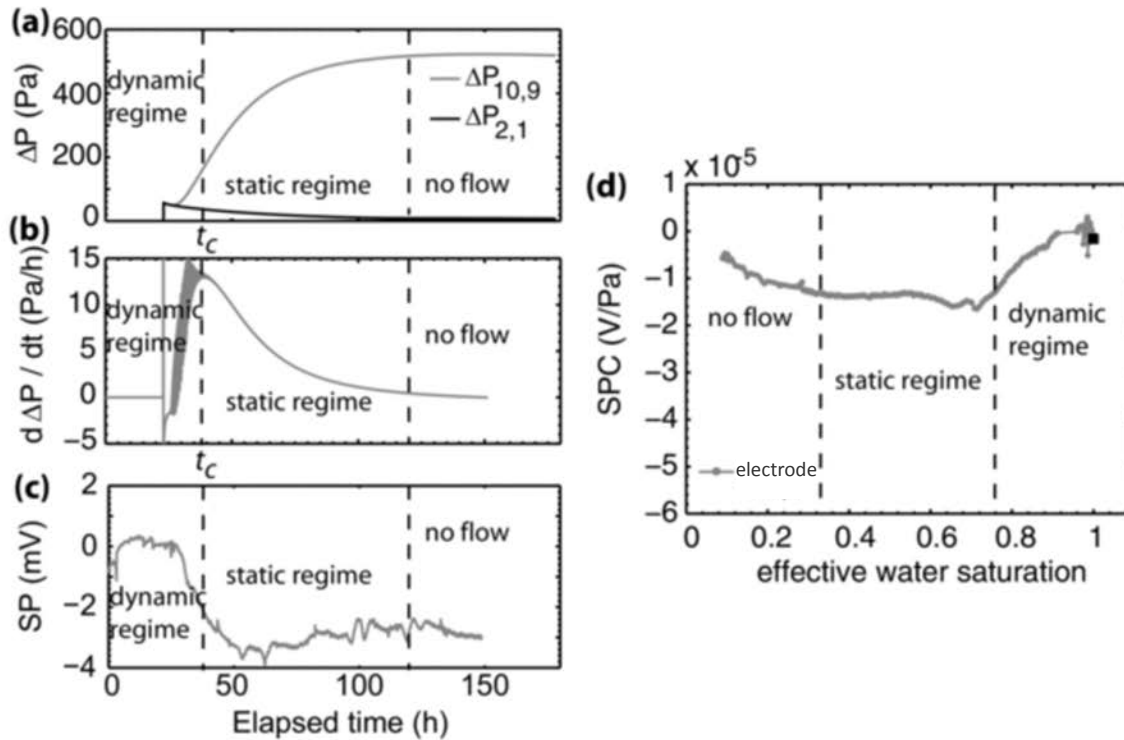 (a)
600
400
200
0
ΔP (Pa)
dynamic
regime
ΔP10,9
ΔP2,1
static regime
no flow
tc
(b)
15
10
5
0
−5
d ΔP / dt (Pa/h)
dynamic
regime
static regime
no flow
tc
(c)
2
0
−2
−4
SP (mV)
dynamic
regime
static regime
no flow
0
50
100
150
Elapsed time (h)
(d)
x 10-5
1
0
−1
−2
−3
−4
−5
−6
SPC (V/Pa)
no flow
static regime
dynamic
regime
electrode
0
0.2
0.4
0.6
0.8
1
effective water saturation